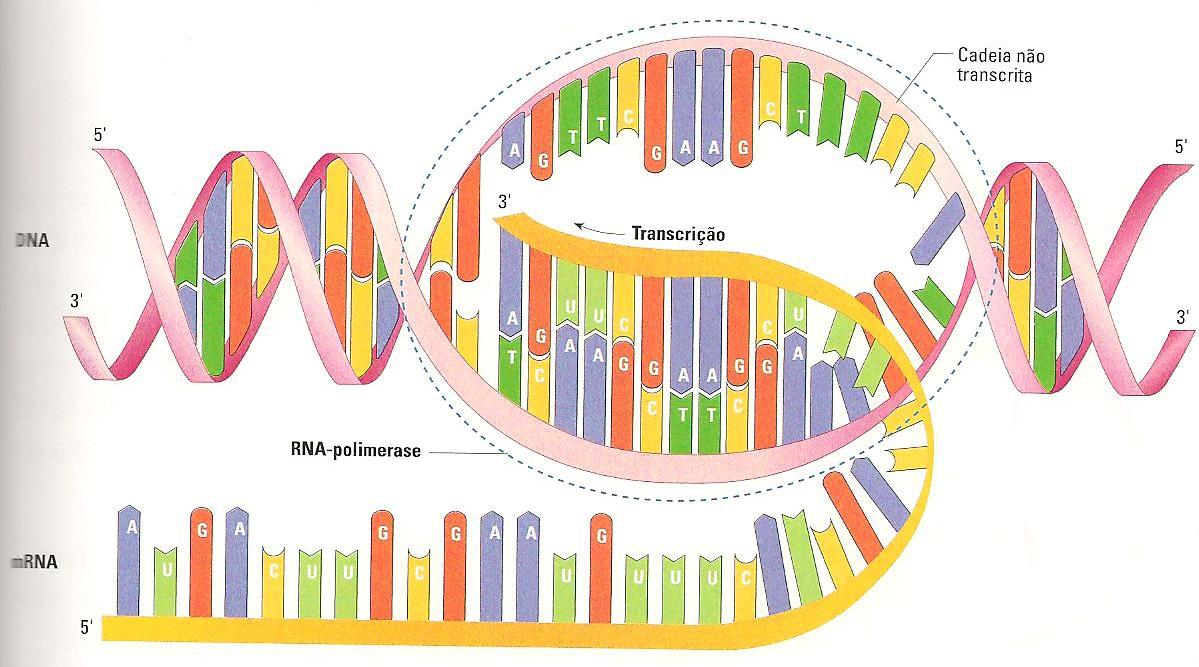 Cadeia não
transcrita
5'
5'
A G T T C G A A G C T
3'
Transcrição
DNA
3'
3'
A G U U C G A A G C U
T C A A G C T T C G A
RNA-polimerase
A U G A C U U G C G A A U G U U U C
mRNA
5'